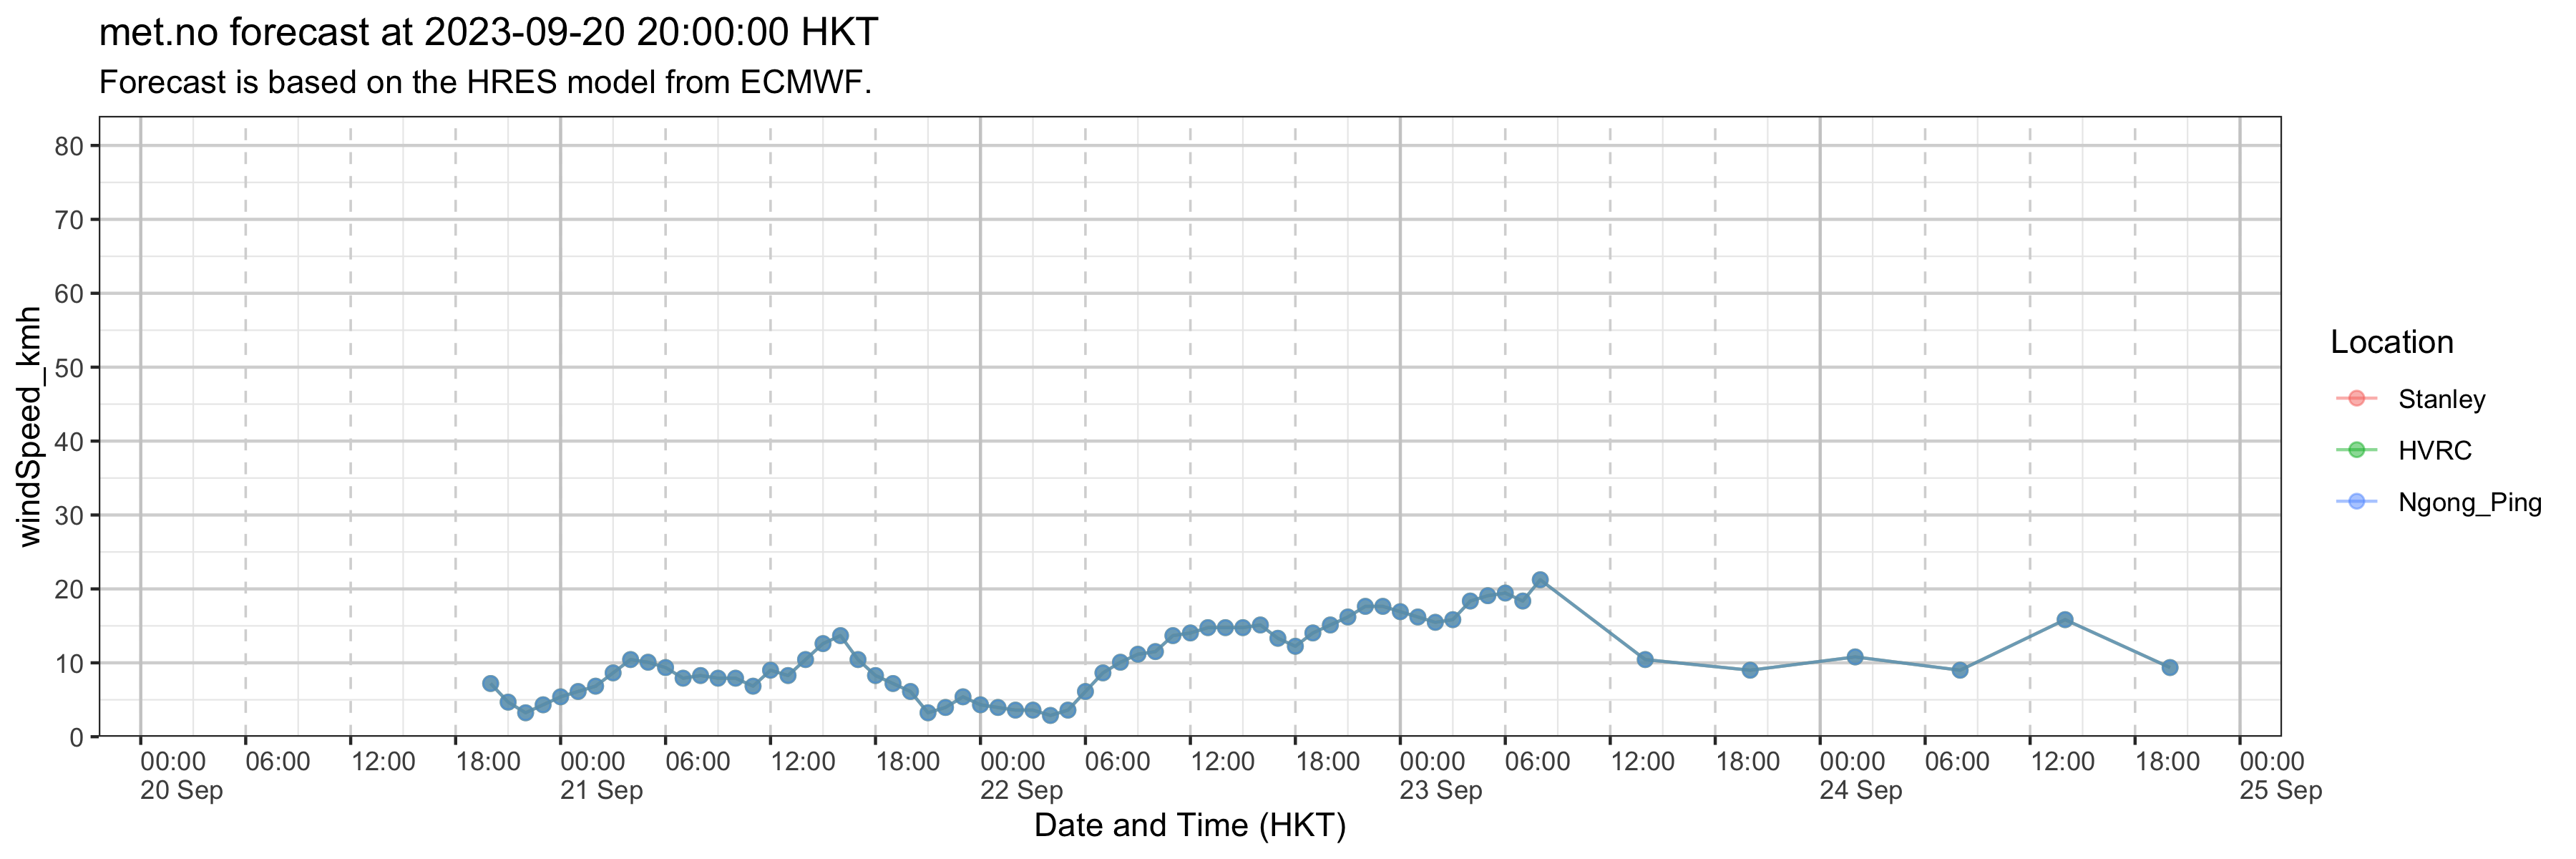 met.no forecast at 2023-09-20 20:00:00 HKT
Forecast is based on the HRES model from ECMWF.
windSpeed_kmh
80
70
60
50
40
30
20
10
0
00:00 06:00 12:00 18:00 00:00 06:00 12:00 18:00 00:00 06:00 12:00 18:00 00:00 06:00 12:00 18:00 00:00 06:00 12:00 18:00 00:00
20 Sep 21 Sep 22 Sep 23 Sep 24 Sep 25 Sep
Date and Time (HKT)
Location
Stanley
HVRC
Ngong_Ping